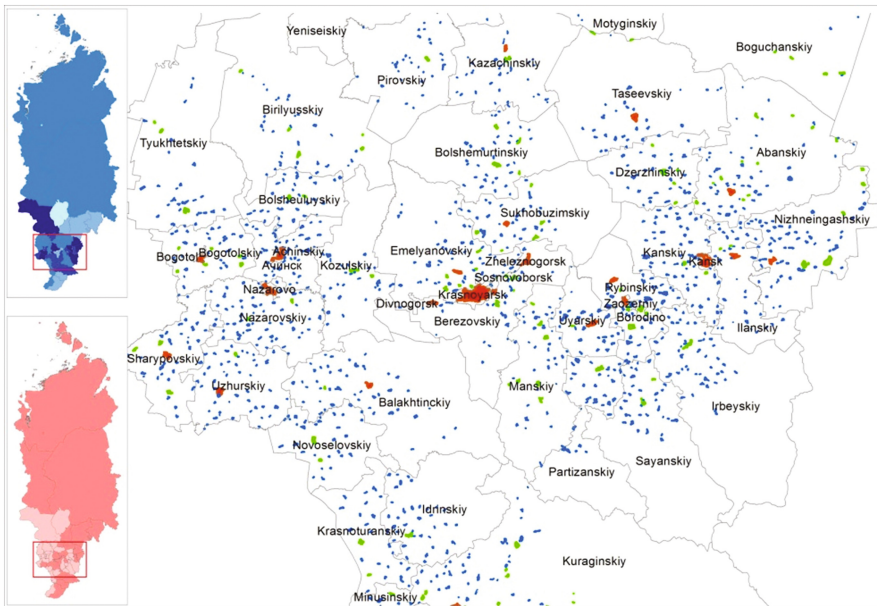 Motyginskiy
Yeniseiskiy
Boguchanskiy
Kazachinskiy
Pirovskiy
Taseevskiy
Birilyusskiy
Tyukhtetskiy
Bolshemurtinskiy
Abanskiy
Dzerzhinskiy
Bolsheuluyskiy
Sukhobuzimskiy
Nizhneingashskiy
Emelyanovskiy
Kanskiy
Bogotol
Bogotolskiy
Achinskiy
Ачинск
Kozulskiy
Zheleznogorsk
Kansk
Sosnovoborsk
Nazarovo
Krasnoyarsk
Rybinskiy
Divnogorsk
Zaozerniy
Nazarovskiy
Berezovskiy
Uyarskiy
Borodino
Ilanskiy
Sharypovskiy
Uzhurskiy
Manskiy
Balakhtinckiy
Irbeyskiy
Novoselovskiy
Sayanskiy
Partizanskiy
Idrinskiy
Krasnoturanskiy
Kuraginskiy
Minusinskiy